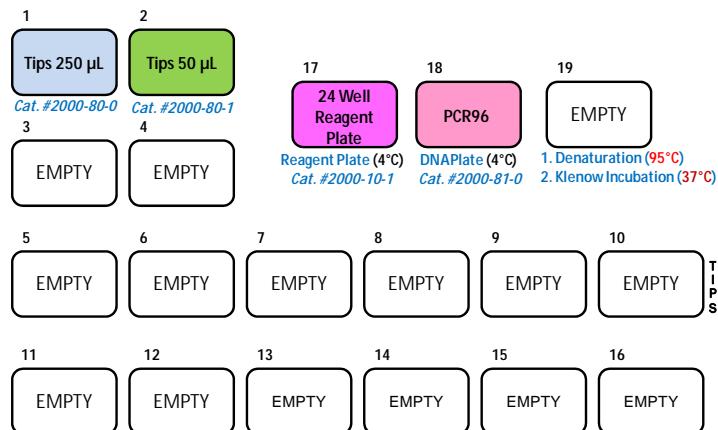 1 2
Tips 250 µL Tips 50 µL
Cat. #2000-80-0 Cat. #2000-80-1
17 18 19
24 Well
Reagent
Plate
PCR96
EMPTY
Reagent Plate (4°C) DNAPlate (4°C) 1. Denaturation (95°C)
Cat. #2000-10-1 Cat. #2000-81-0 2. Klenow Incubation (37°C)
3 4
EMPTY EMPTY
5 6 7 8 9 10
EMPTY EMPTY EMPTY EMPTY EMPTY EMPTY
TIPS
11 12 13 14 15 16
EMPTY EMPTY EMPTY EMPTY EMPTY EMPTY